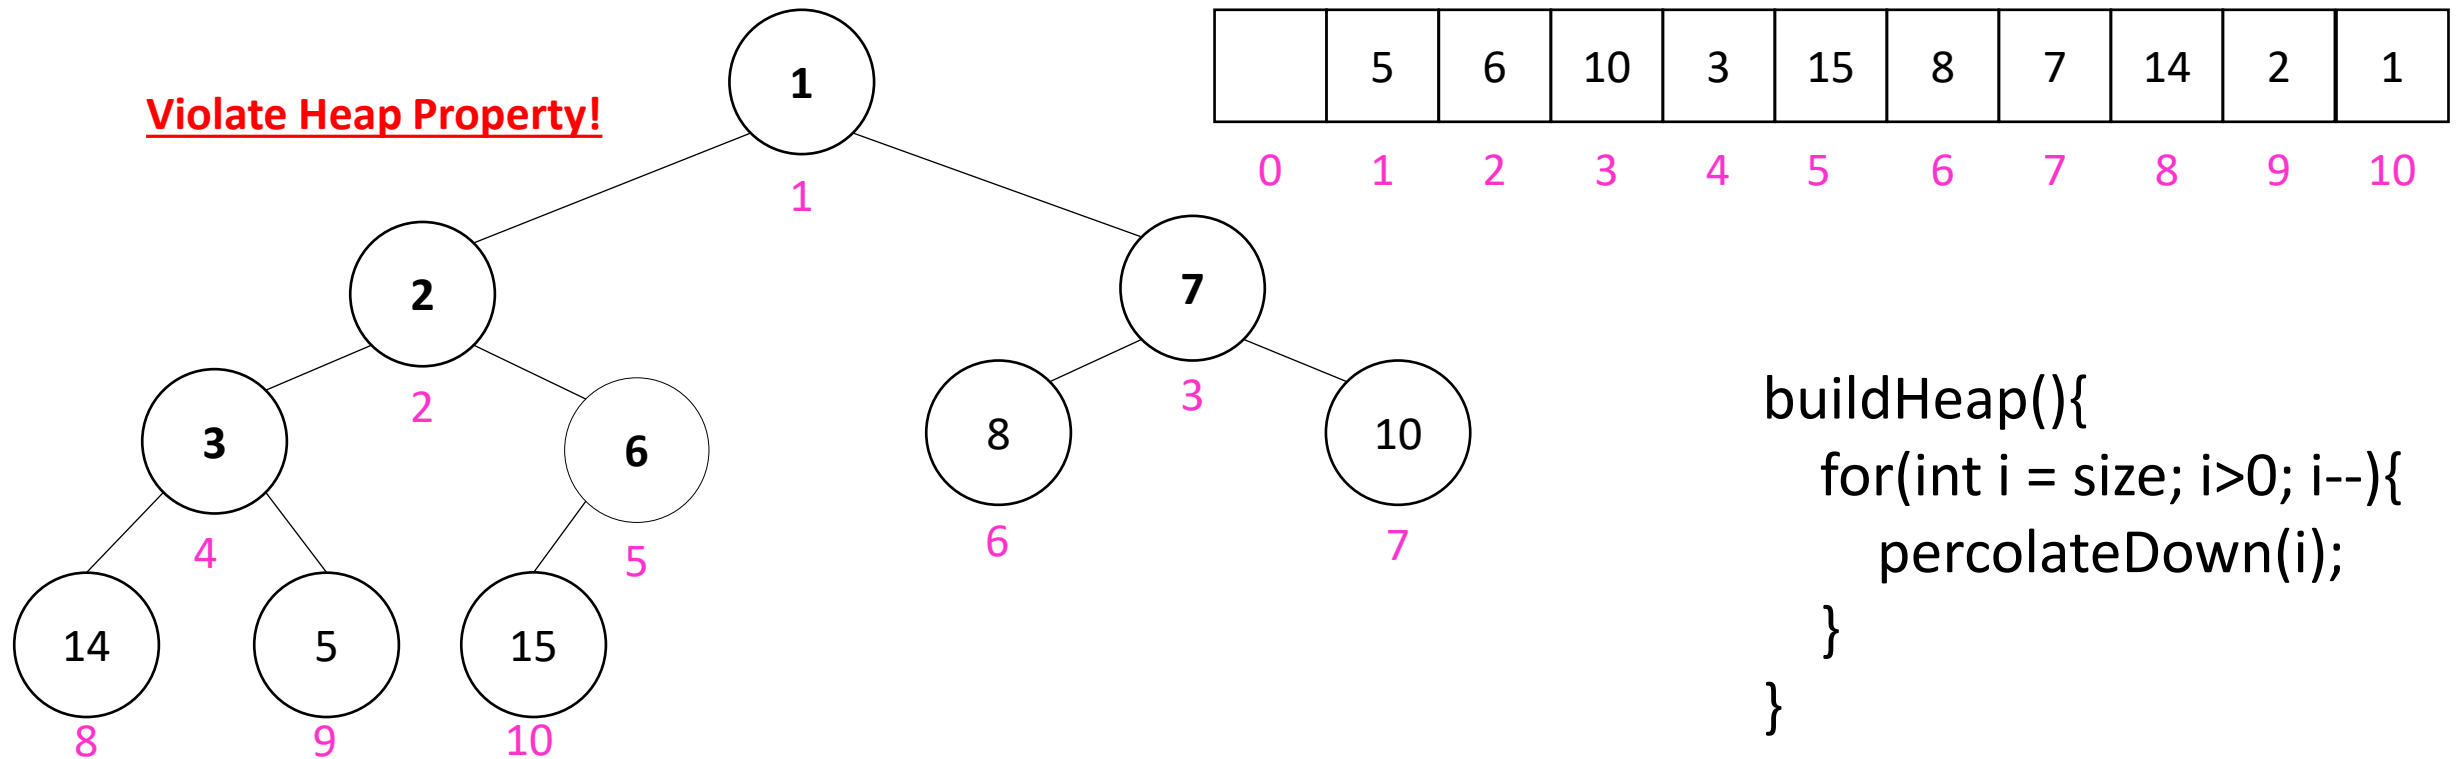 Violate Heap Property!
5 6 10 3 15 8 7 14 2 1
0 1 2 3 4 5 6 7 8 9 10
1
1
2 7
2 3
3 6 8 10
4 5 6 7
14 5 15
8 9 10
buildHeap(){
for(int i = size; i>0; i--){
percolateDown(i);
}
}